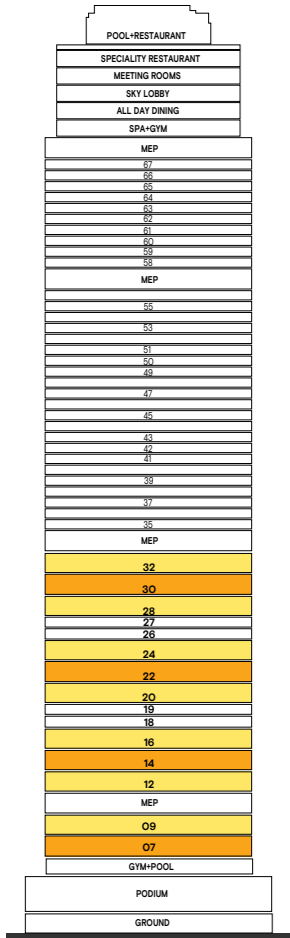 POOL+RESTAURANT
SPECIALITY RESTAURANT
MEETING ROOMS
SKY LOBBY
ALL DAY DINING
SPA+GYM
MEP
67
66
65
64
63
62
61
60
59
58
MEP
55
53
51
50
49
47
45
43
42
41
39
37
35
MEP
32
30
28
27
26
24
22
20
19
18
16
14
12
MEP
09
07
GYM+POOL
PODIUM
GROUND